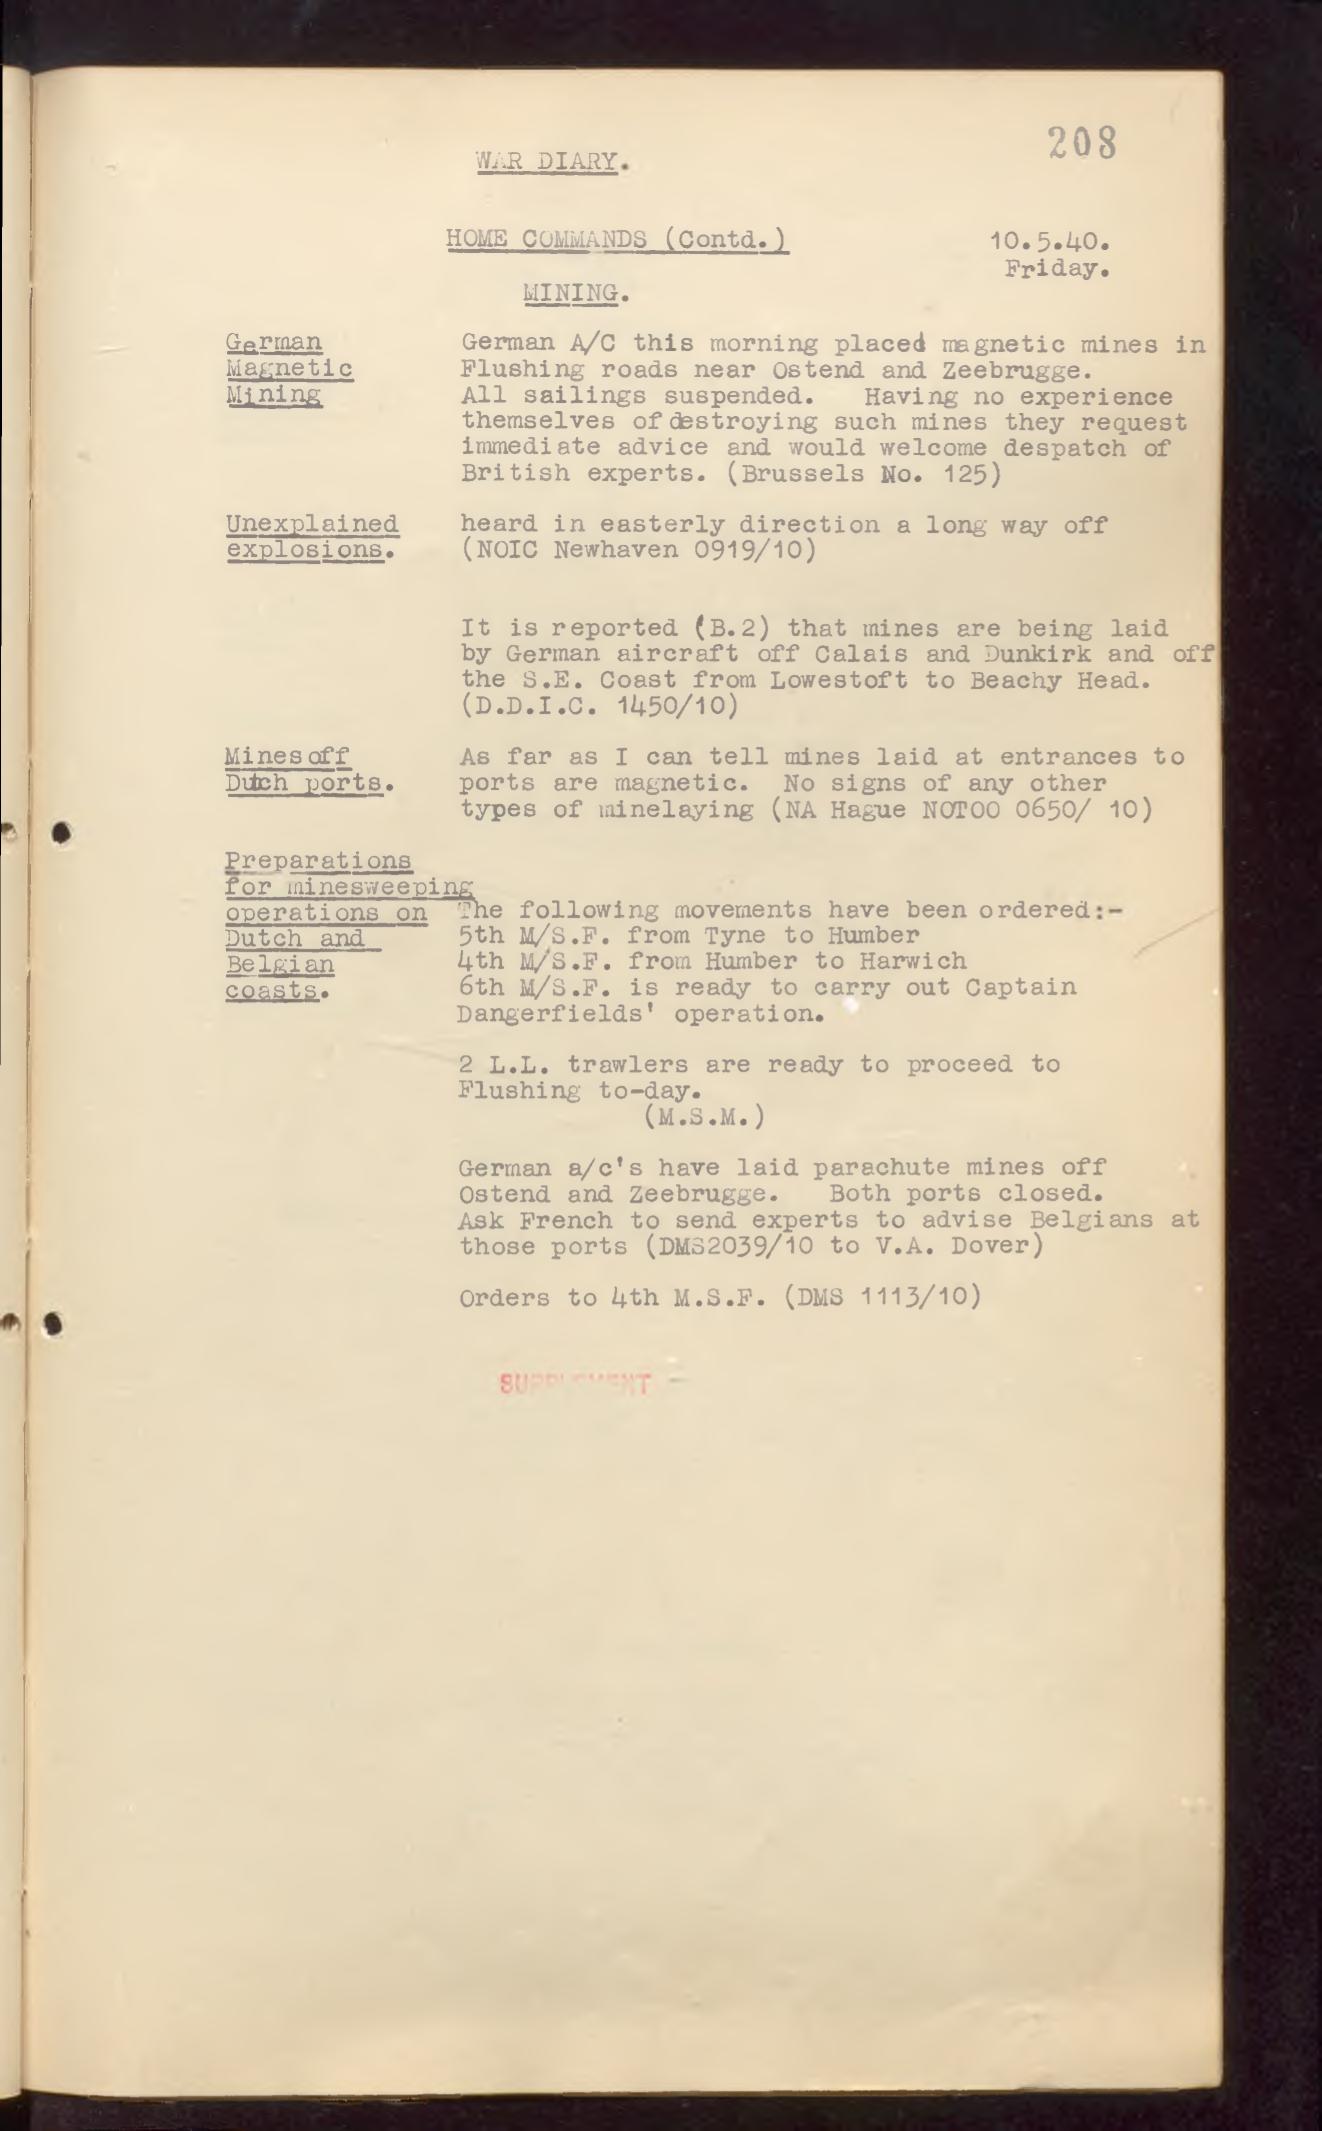 208
WAR DIARY.
HOME COMMANDS (Contd.)
10.5.40.
Friday.
MINING.
German
Magnetic
Mining
German A/C this morning placed magnetic mines in
Flushing roads near Ostend and Zeebrugge.
All sailings suspended. Having no experience
themselves of destroying such mines they request
immediate advice and would welcome despatch of
British experts. (Brussels No. 125)
Unexplained
explosions.
heard in easterly direction a long way off
(NOIC Newhaven 0919/10)
It is reported (B.2) that mines are being laid
by German aircraft off Calais and Dunkirk and off
the S.E. Coast from Lowestoft to Beachy Head.
(D.D.I.C. 1450/10)
Mines off
Dutch ports.
As far as I can tell mines laid at entrances to
ports are magnetic. No signs of any other
types of minelaying (NA Hague NOTOO 0650/ 10)
Preparations
for minesweeping
operations on
Dutch and
Belgian
coasts.
The following movements have been ordered:-
5th M/S.F. from Tyne to Humber
4th M/S.F. from Humber to Harwich
6th M/S.F. is ready to carry out Captain
Dangerfields' operation.
2 L.L. trawlers are ready to proceed to
Flushing to-day.
(M.S.M.)
German a/c's have laid parachute mines off
Ostend and Zeebrugge. Both ports closed.
Ask French to send experts to advise Belgians at
those ports (DMS2039/10 to V.A. Dover)
Orders to 4th M.S.F. (DMS 1113/10)
SUPPLEMENT